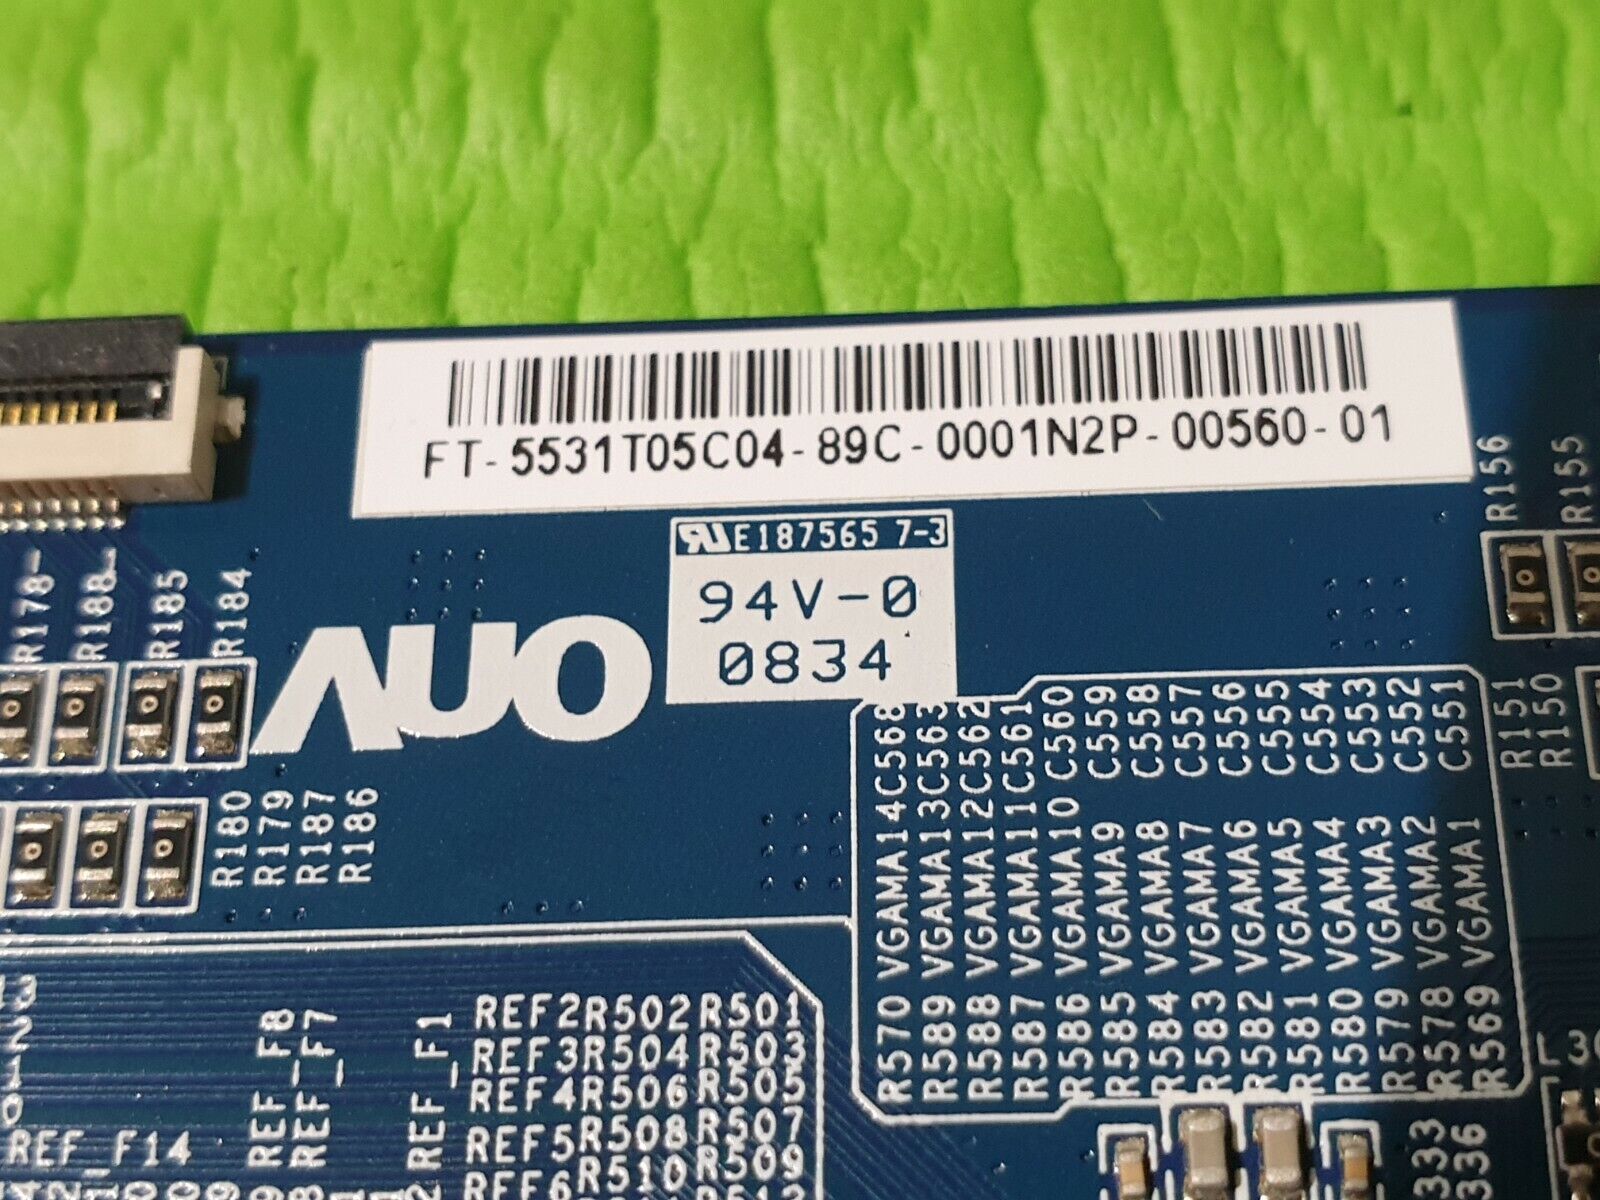 FT-5531T05C04-89C-0001N2P-00560-01
E187565 7-3
94V-0
0834
AUO
R156
R155
R178
R188
R185
R184
R180
R179
R187
R186
R151
R150
R570 VGAMA14C568
R589 VGAMA13C563
R588 VGAMA12C562
R587 VGAMA11C561
R586 VGAMA10 C560
R585 VGAMA9 C559
R584 VGAMA8 C558
R583 VGAMA7 C557
R582 VGAMA6 C556
R581 VGAMA5 C555
R580 VGAMA4 C554
R579 VGAMA3 C553
R578 VGAMA2 C552
R569 VGAMA1 C551
REF_F8
REF_F7
REF_F1
REF_F14
REF2R502R501
REF3R504R503
REF4R506R505
REF5R508R507
REF6R510R509